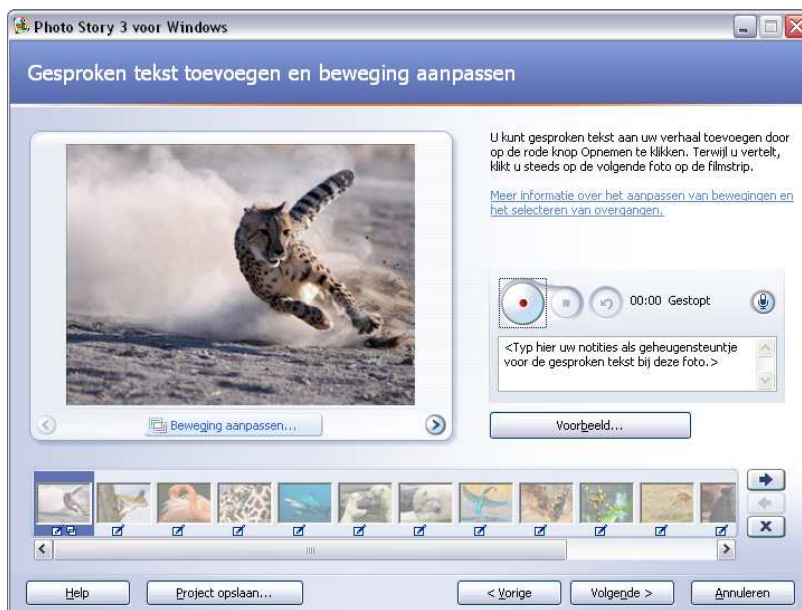 Photo Story 3 voor Windows
Gesproken tekst toevoegen en beweging aanpassen
U kunt gesproken tekst aan uw verhaal toevoegen door
op de rode knop Opnemen te klikken. Terwijl u vertelt,
klikt u steeds op de volgende foto op de filmstrip.
Meer informatie over het aanpassen van bewegingen en
het selecteren van overgangen.
00:00 Gestopt
<Typ hier uw notities als geheugensteuntje
voor de gesproken tekst bij deze foto.>
Beweging aanpassen...
Voorbeeld...
Help
Project opslaan...
< Vorige
Volgende >
Annuleren